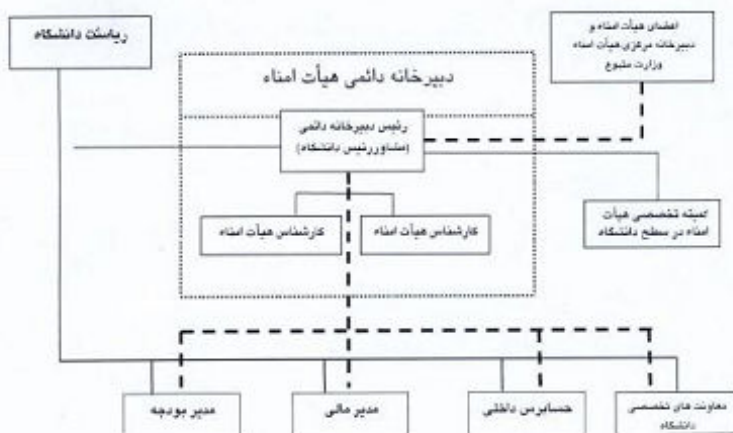 ریاست دانشگاه
اعضای هیأت امناء و
دبیرخانه مرکزی هیأت امناء
وزارت متبوع
دبیرخانه دائمی هیأت امناء
رئیس دبیرخانه دائمی
(مشاوررئیس دانشگاه)
کمیته تخصصی هیأت
امناء در سطح دانشگاه
کارشناس هیأت امناء
کارشناس هیأت امناء
معاونت های تخصصی
دانشگاه
حسابرس داخلی
مدیر مالی
مدیر بودجه